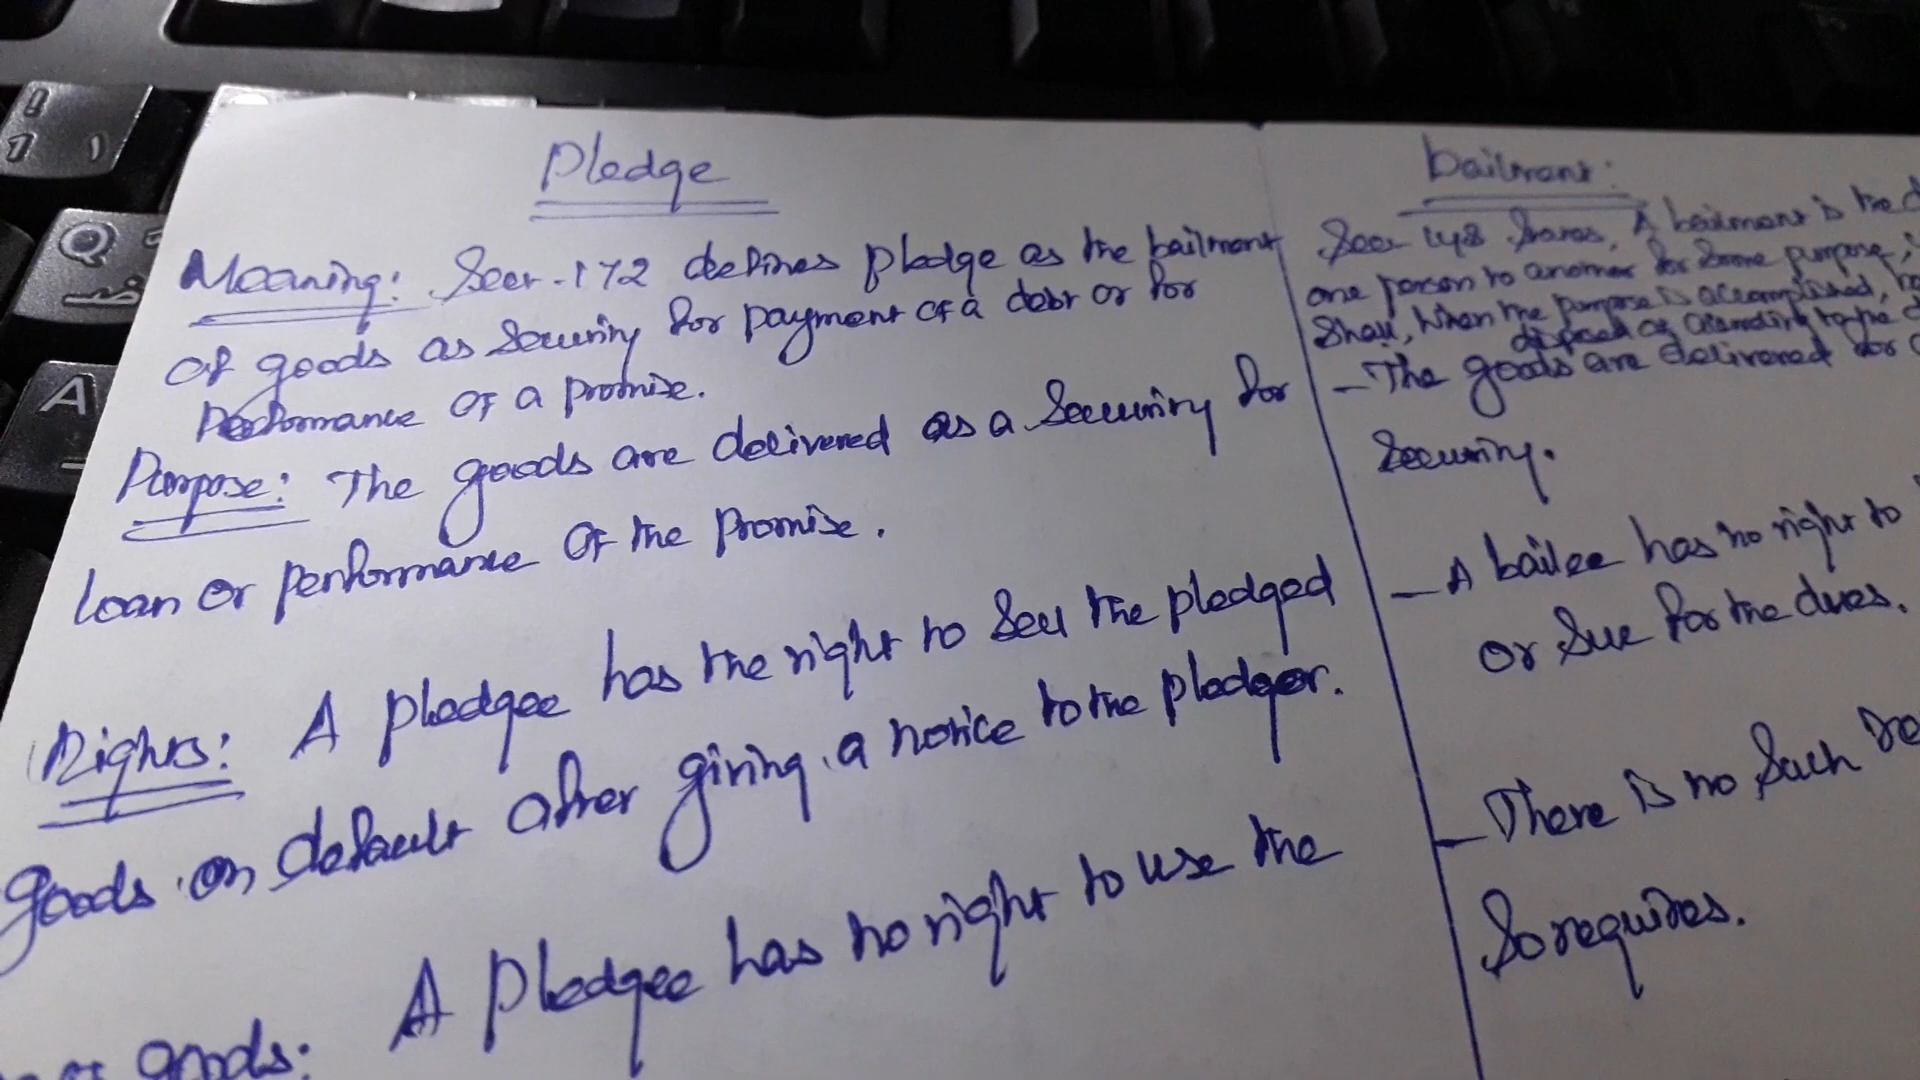 Pledge
Meaning: Sec-172 defines pledge as the bailment
of goods as security for payment of a debt or for
Performance of a promise.
Purpose: The goods are delivered as a security for
loan or performance of the promise.
Rights: A pledgee has the right to sell the pledged
goods on default after giving a notice to the pledger.
goods: A Pledgee has no right to use the
bailment:
Sec 148 States, A bailment is the
one person to another for some purpose,
Shall, when the purpose is accomplished,
disposed of according to the
- The goods are delivered for
Security.
- A bailee has no right to
or sue for the dues.
- There is no such
So requires.
!
1
Q
ض
A